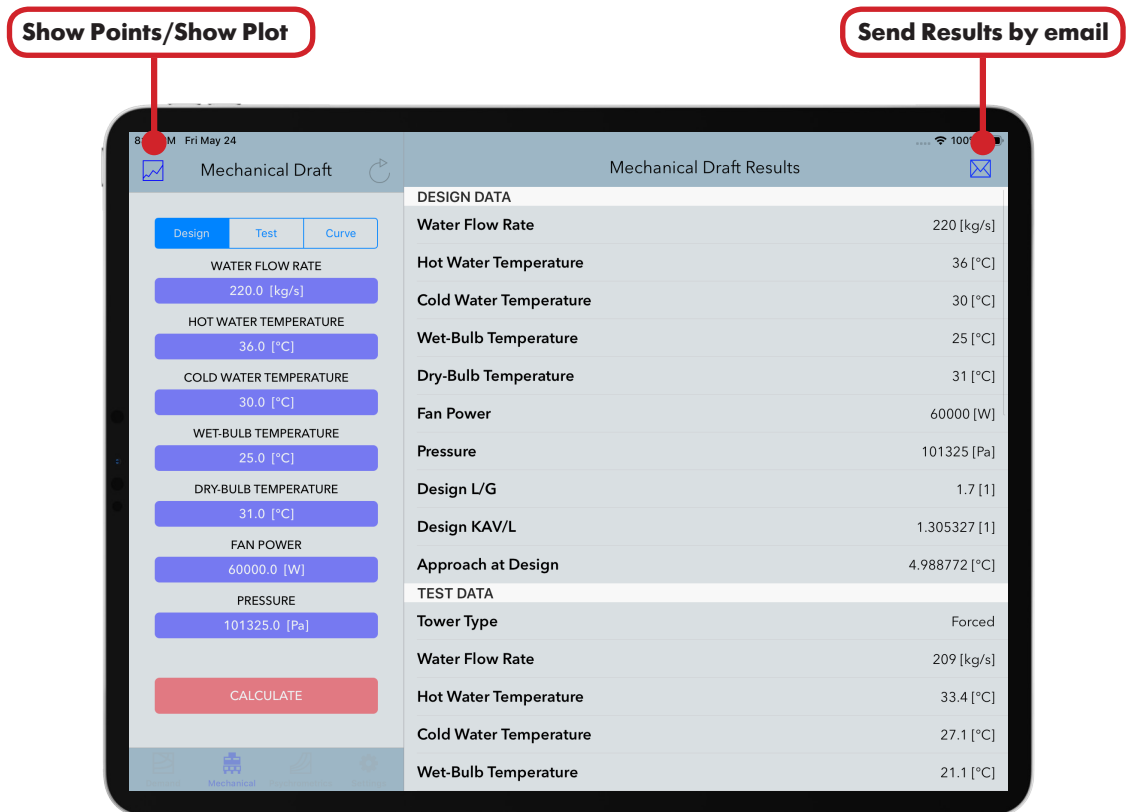 Show Points/Show Plot
Send Results by email
M Fri May 24
Mechanical Draft
Mechanical Draft Results
Design
Test
Curve
WATER FLOW RATE
220.0 [kg/s]
HOT WATER TEMPERATURE
36.0 [°C]
COLD WATER TEMPERATURE
30.0 [°C]
WET-BULB TEMPERATURE
25.0 [°C]
DRY-BULB TEMPERATURE
31.0 [°C]
FAN POWER
60000.0 [W]
PRESSURE
101325.0 [Pa]
CALCULATE
Mechanical
DESIGN DATA
Water Flow Rate 220 [kg/s]
Hot Water Temperature 36 [°C]
Cold Water Temperature 30 [°C]
Wet-Bulb Temperature 25 [°C]
Dry-Bulb Temperature 31 [°C]
Fan Power 60000 [W]
Pressure 101325 [Pa]
Design L/G 1.7 [1]
Design KAV/L 1.305327 [1]
Approach at Design 4.988772 [°C]
TEST DATA
Tower Type Forced
Water Flow Rate 209 [kg/s]
Hot Water Temperature 33.4 [°C]
Cold Water Temperature 27.1 [°C]
Wet-Bulb Temperature 21.1 [°C]